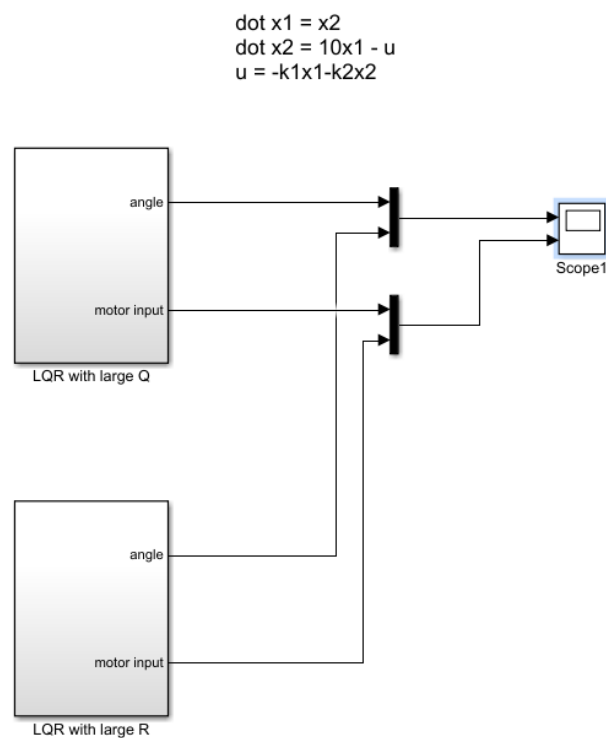 dot x1 = x2
dot x2 = 10x1 - u
u = -k1x1-k2x2
angle
motor input
LQR with large Q
Scope1
angle
motor input
LQR with large R